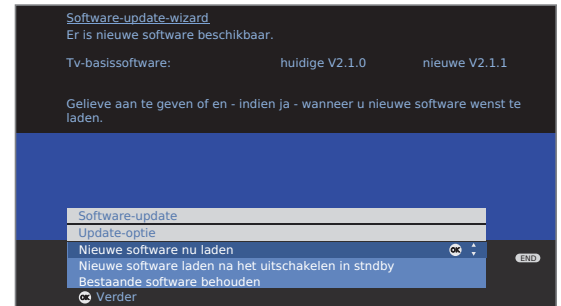 Software-update-wizard
Er is nieuwe software beschikbaar.
Tv-basissoftware: huidige V2.1.0 nieuwe V2.1.1
Gelieve aan te geven of en - indien ja - wanneer u nieuwe software wenst te
laden.
Software-update
Update-optie
Nieuwe software nu laden OK
END
Nieuwe software laden na het uitschakelen in stndby
Bestaande software behouden
OK Verder